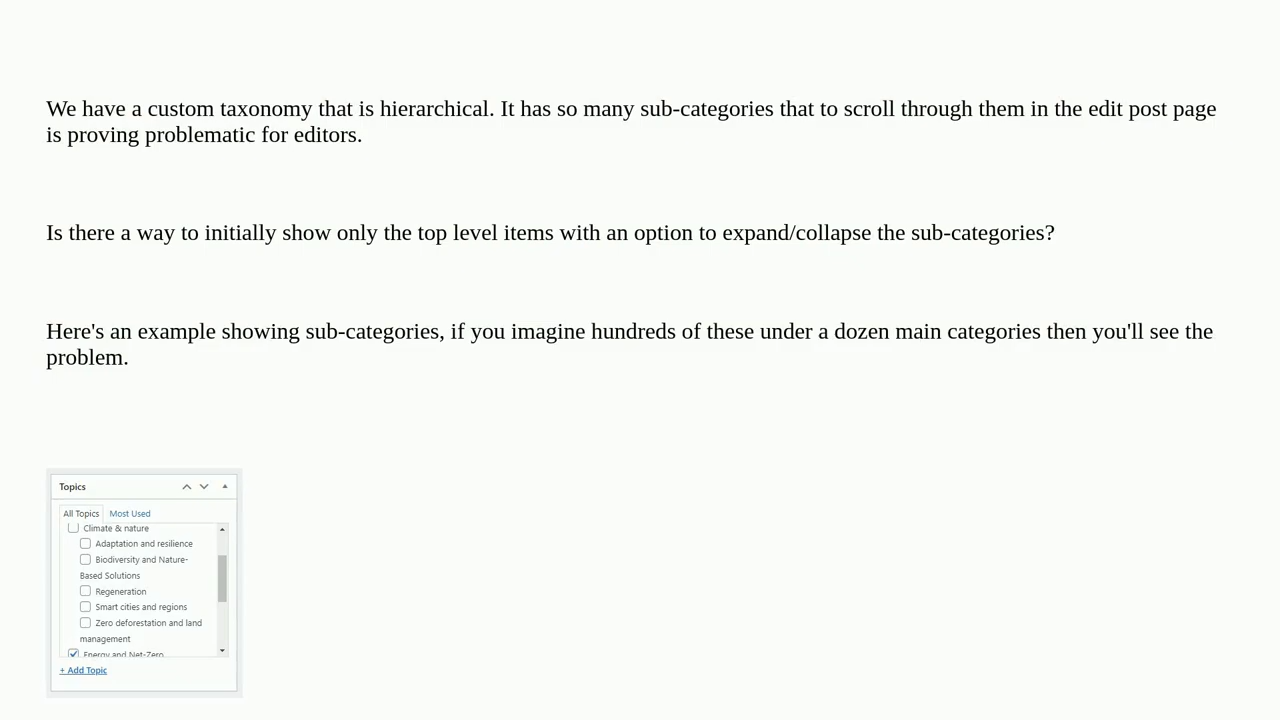 We have a custom taxonomy that is hierarchical. It has so many sub-categories that to scroll through them in the edit post page
is proving problematic for editors.
Is there a way to initially show only the top level items with an option to expand/collapse the sub-categories?
Here's an example showing sub-categories, if you imagine hundreds of these under a dozen main categories then you'll see the
problem.
Topics
All Topics Most Used
Climate & nature
Adaptation and resilience
Biodiversity and Nature-
Based Solutions
Regeneration
Smart cities and regions
Zero deforestation and land
management
Energy and Net-Zero
+ Add Topic